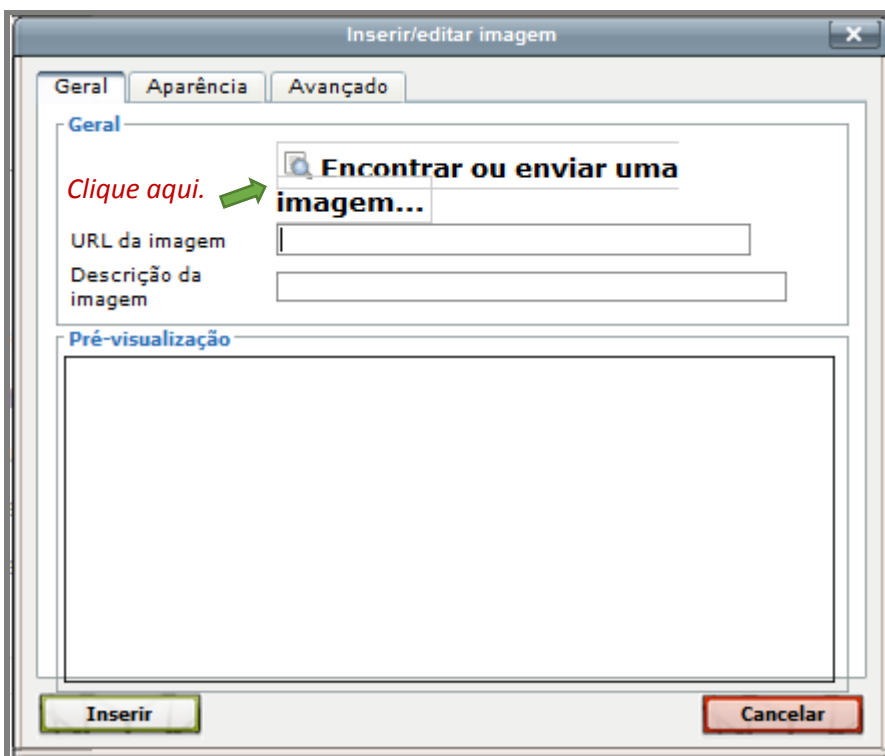 Inserir/editar imagem
Geral Aparência Avançado
Geral
Encontrar ou enviar uma
imagem...
Clique aqui.
URL da imagem
Descrição da
imagem
Pré-visualização
Inserir Cancelar